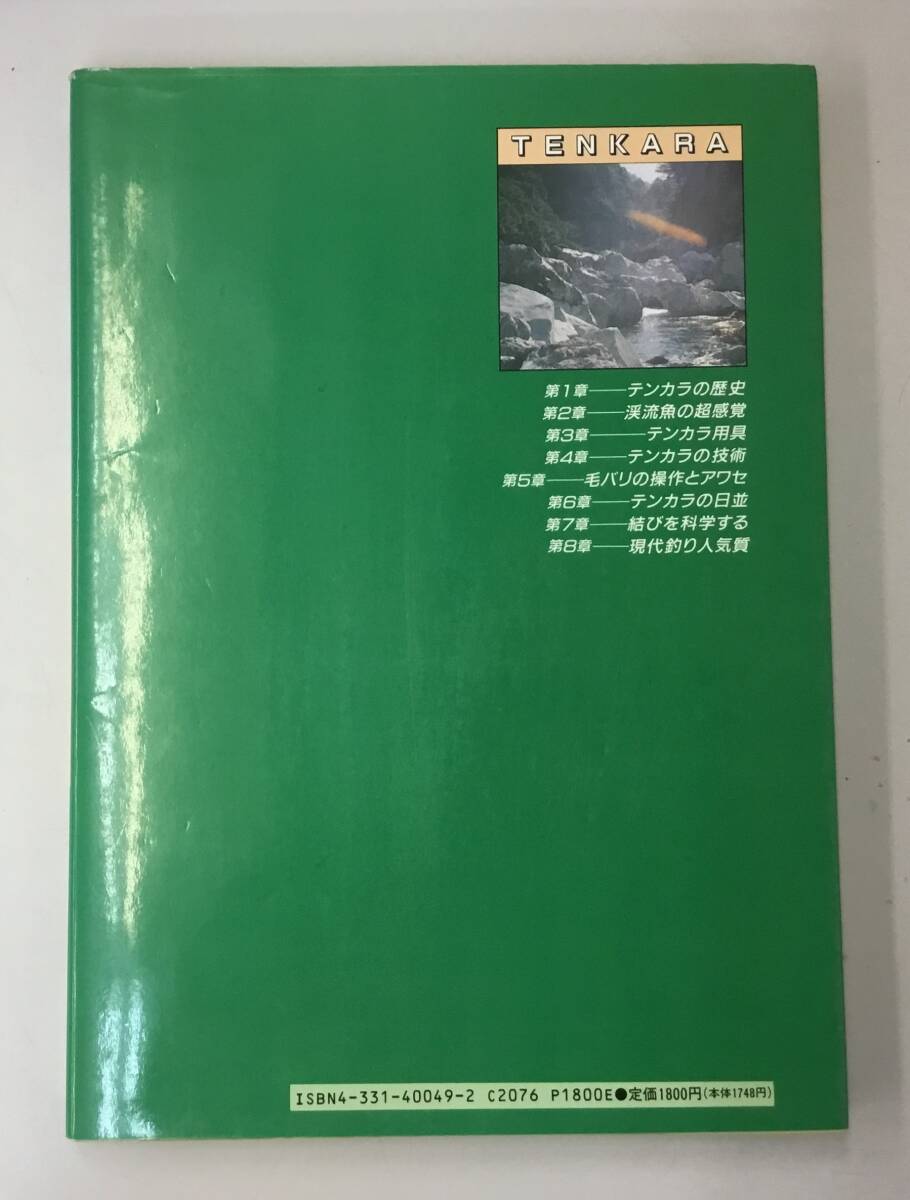 TENKARA
第1章──テンカラの歴史
第2章──渓流魚の超感覚
第3章───テンカラ用具
第4章──テンカラの技術
第5章──毛バリの操作とアワセ
第6章──テンカラの日並
第7章──結びを科学する
第8章──現代釣り人気質
ISBN4-331-40049-2 C2076 P1800E●定価1800円(本体1748円)